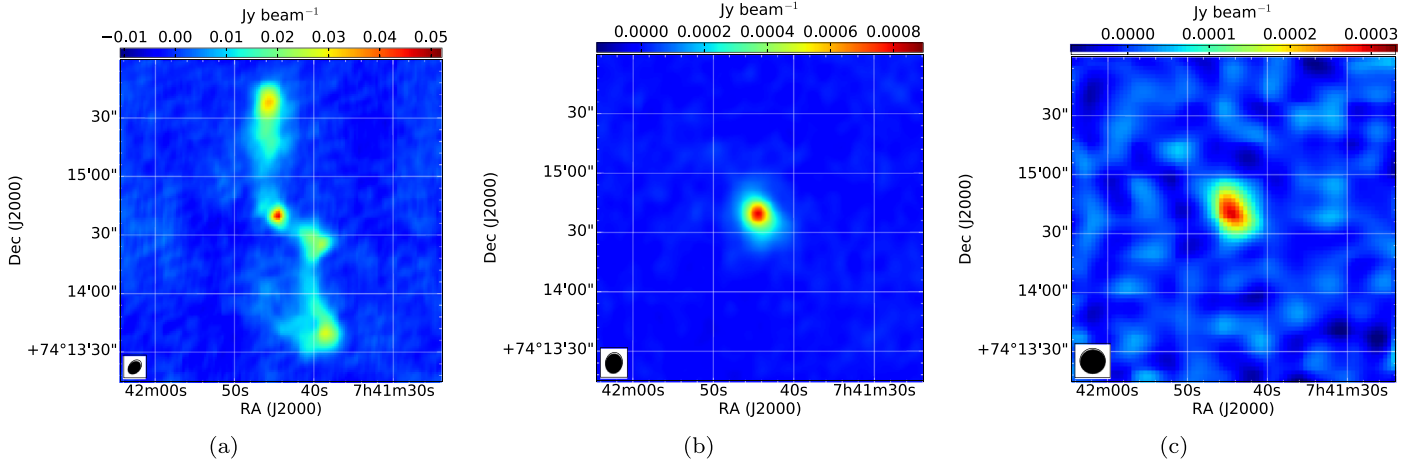 Jy beam⁻¹
−0.01 0.00 0.01 0.02 0.03 0.04 0.05
30"
15'00"
30"
14'00"
+74°13'30"
Dec (J2000)
42m00s 50s 40s 7h41m30s
RA (J2000)
(a)
Jy beam⁻¹
0.0000 0.0002 0.0004 0.0006 0.0008
30"
15'00"
30"
14'00"
+74°13'30"
Dec (J2000)
42m00s 50s 40s 7h41m30s
RA (J2000)
(b)
Jy beam⁻¹
0.0000 0.0001 0.0002 0.0003
30"
15'00"
30"
14'00"
+74°13'30"
Dec (J2000)
42m00s 50s 40s 7h41m30s
RA (J2000)
(c)